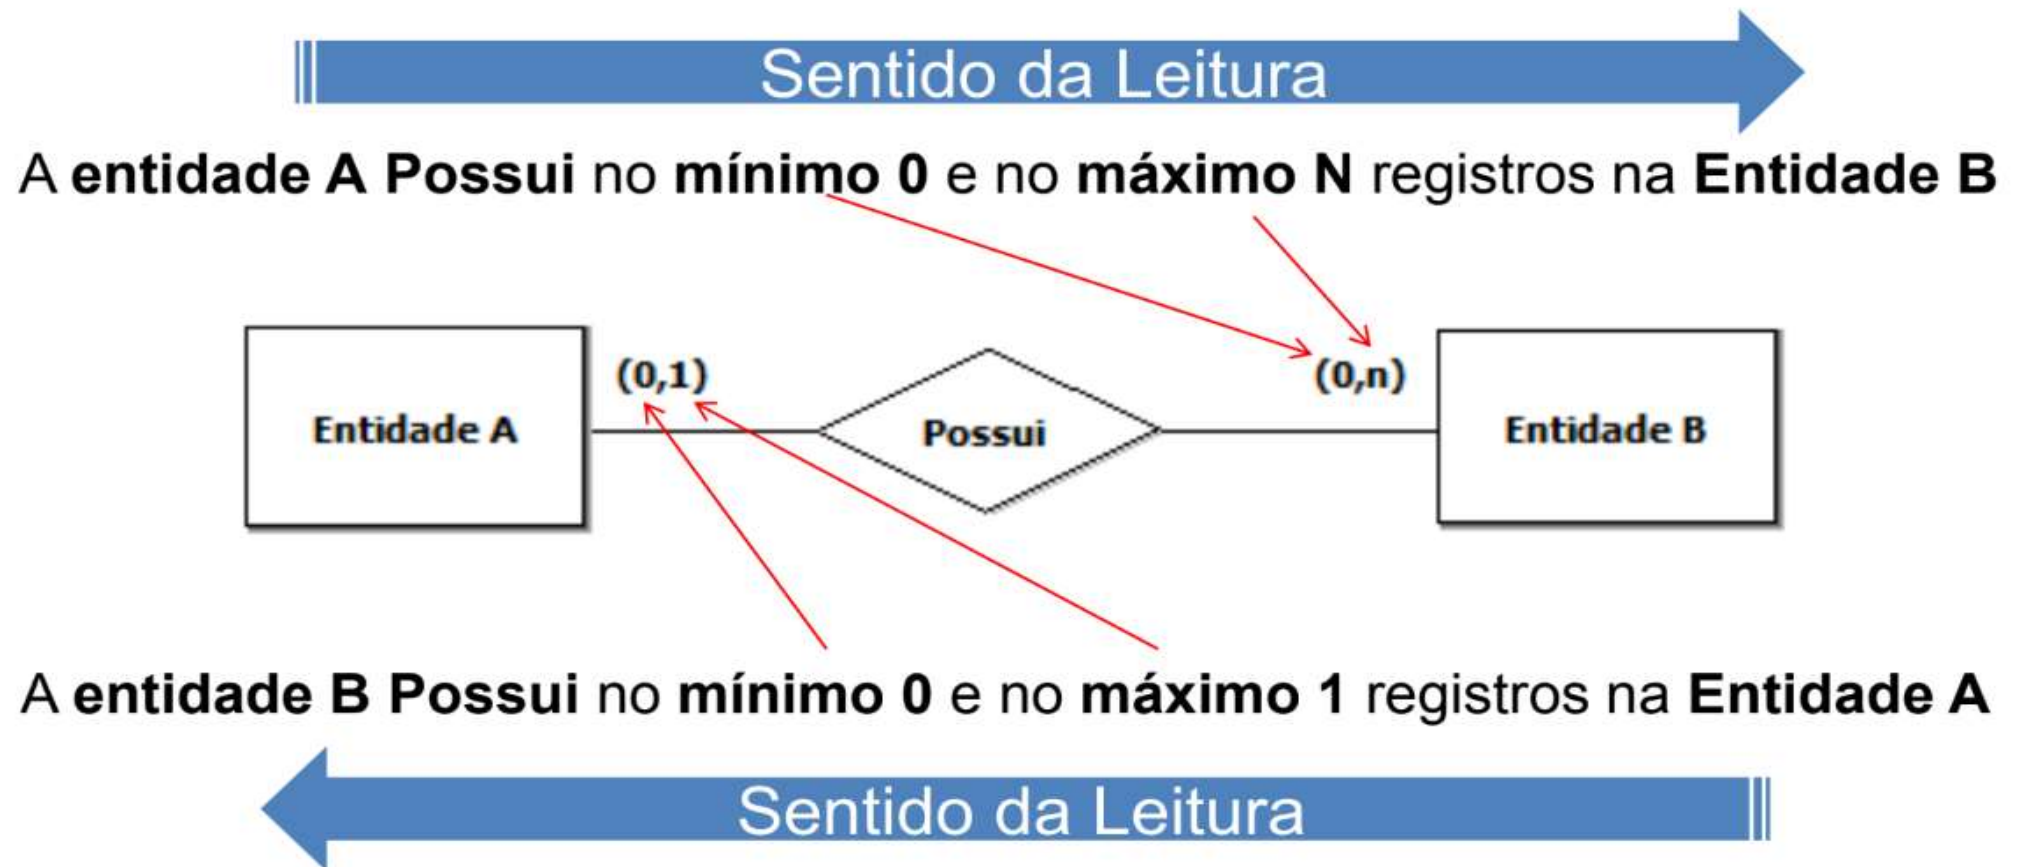 Sentido da Leitura
A entidade A Possui no mínimo 0 e no máximo N registros na Entidade B
(0,1)
(0,n)
Entidade A
Possui
Entidade B
A entidade B Possui no mínimo 0 e no máximo 1 registros na Entidade A
Sentido da Leitura